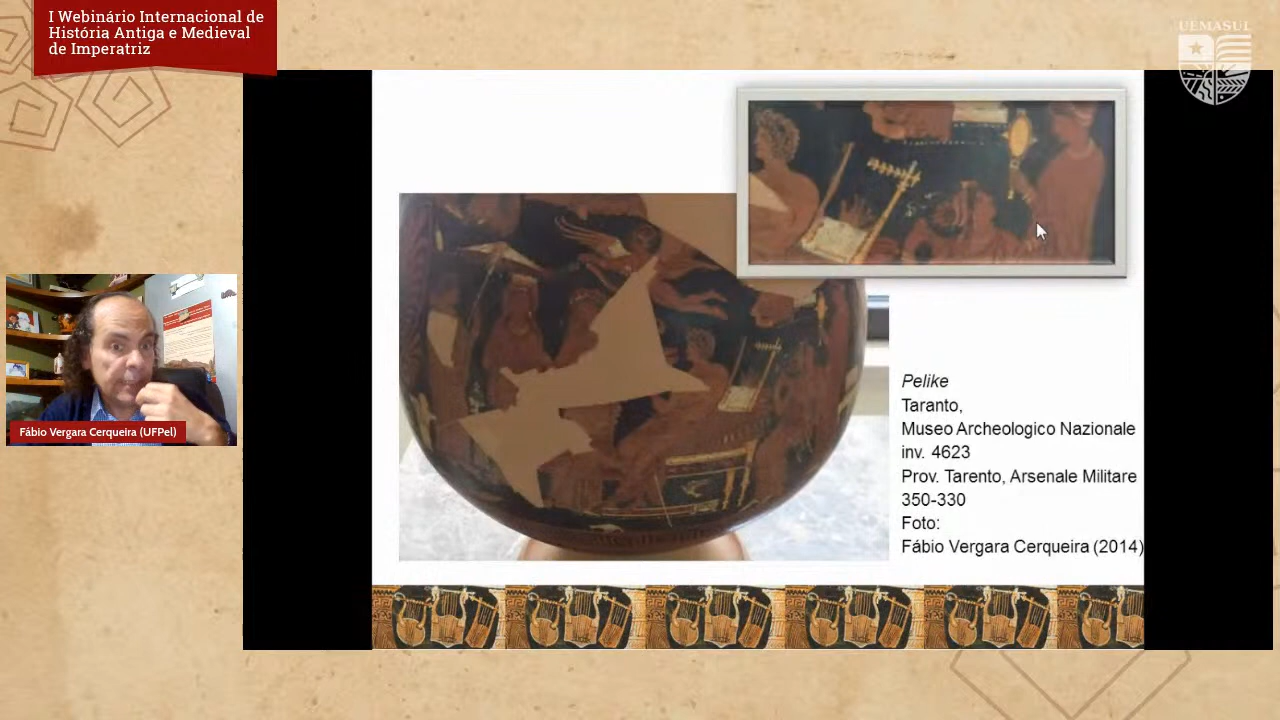 I Webinário Internacional de
História Antiga e Medieval
de Imperatriz
UEMASUL
Fábio Vergara Cerqueira (UFPel)
Pelike
Taranto,
Museo Archeologico Nazionale
inv. 4623
Prov. Tarento, Arsenale Militare
350-330
Foto:
Fábio Vergara Cerqueira (2014)